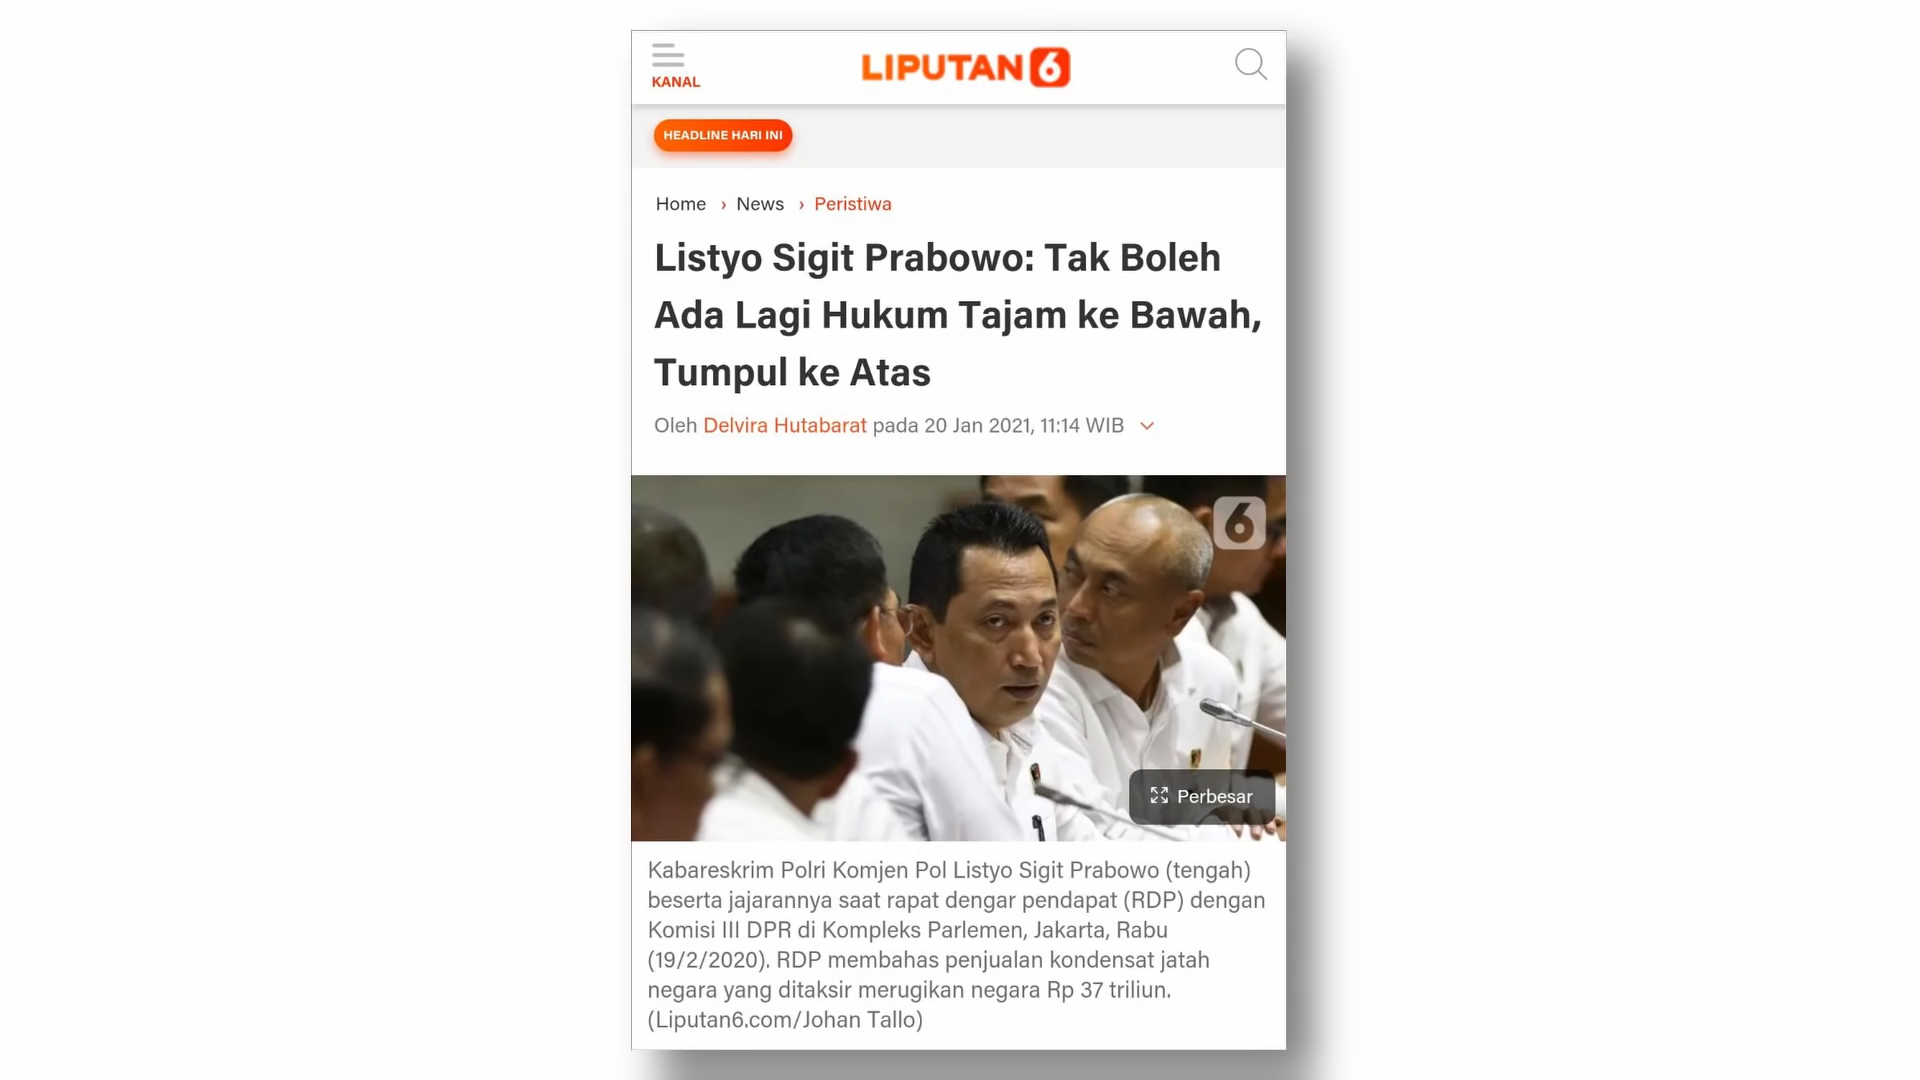 KANAL
LIPUTAN 6
HEADLINE HARI INI
Home › News › Peristiwa
Listyo Sigit Prabowo: Tak Boleh
Ada Lagi Hukum Tajam ke Bawah,
Tumpul ke Atas
Oleh Delvira Hutabarat pada 20 Jan 2021, 11:14 WIB
6
Perbesar
Kabareskrim Polri Komjen Pol Listyo Sigit Prabowo (tengah)
beserta jajarannya saat rapat dengar pendapat (RDP) dengan
Komisi III DPR di Kompleks Parlemen, Jakarta, Rabu
(19/2/2020). RDP membahas penjualan kondensat jatah
negara yang ditaksir merugikan negara Rp 37 triliun.
(Liputan6.com/Johan Tallo)